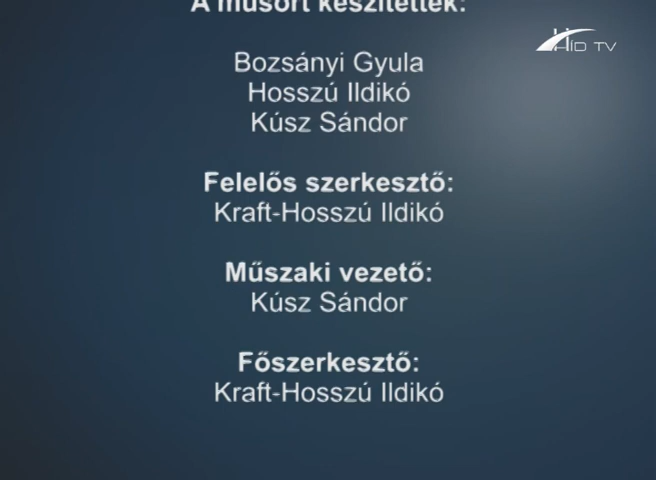 A műsort készítették:
HÍD TV
Bozsányi Gyula
Hosszú Ildikó
Kúsz Sándor
Felelős szerkesztő:
Kraft-Hosszú Ildikó
Műszaki vezető:
Kúsz Sándor
Főszerkesztő:
Kraft-Hosszú Ildikó